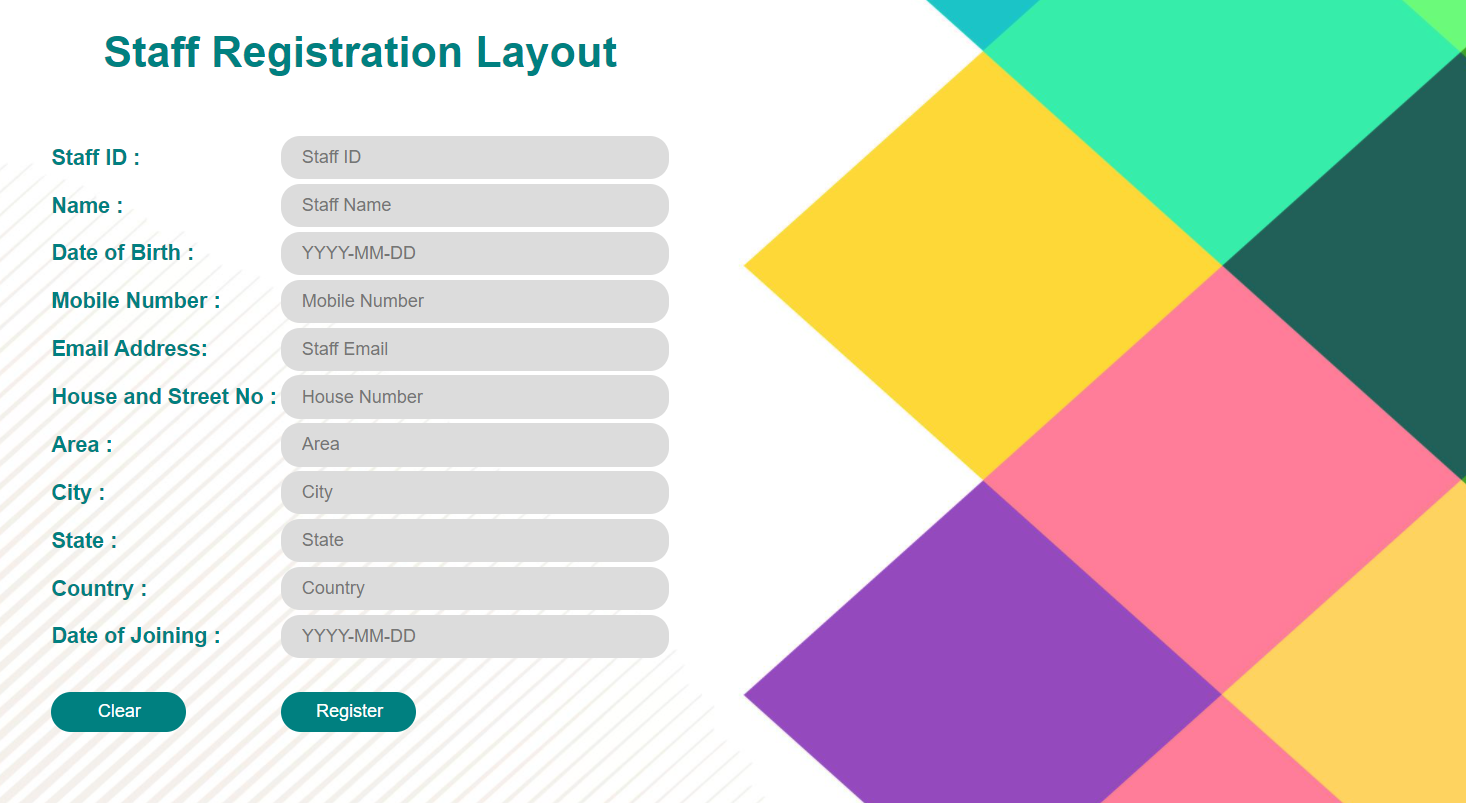 Staff Registration Layout
Staff ID : Staff ID
Name : Staff Name
Date of Birth : YYYY-MM-DD
Mobile Number : Mobile Number
Email Address: Staff Email
House and Street No : House Number
Area : Area
City : City
State : State
Country : Country
Date of Joining : YYYY-MM-DD
Clear Register